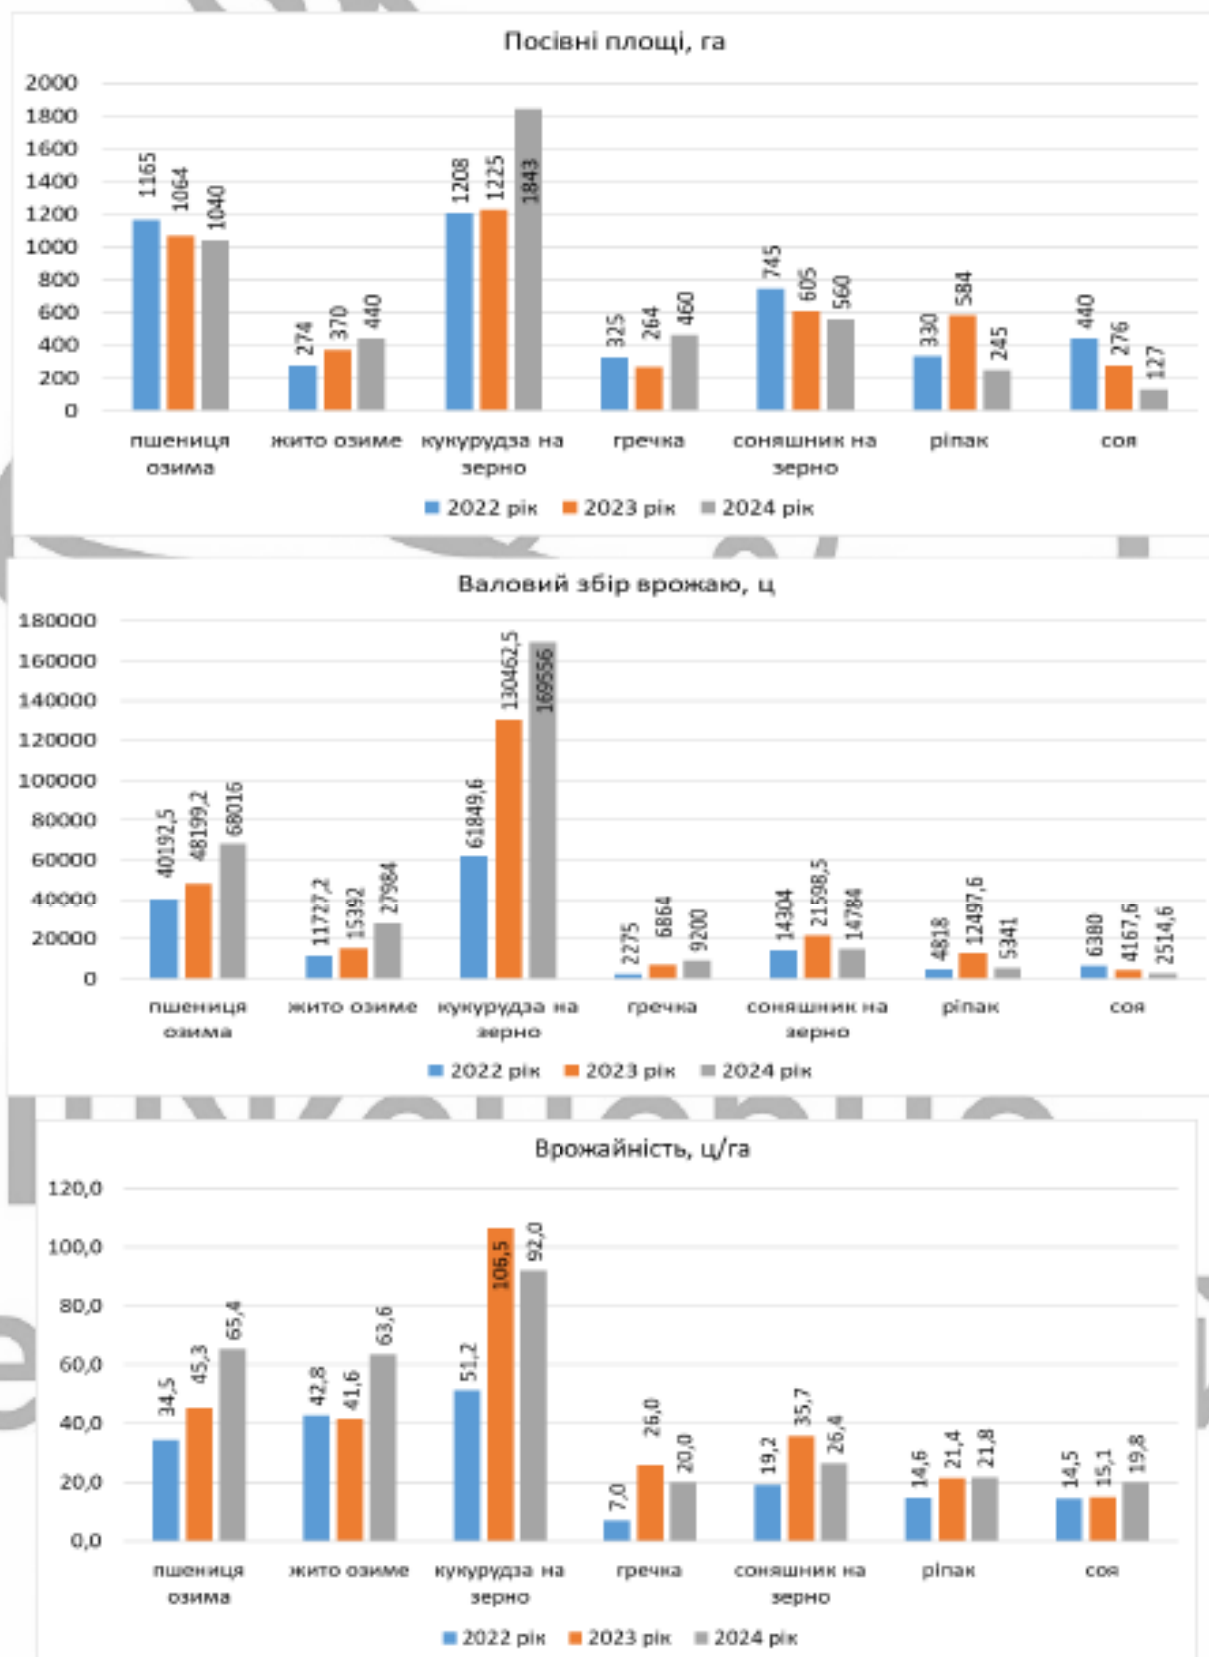 Посівні площі, га
2000
1800
1600
1400
1200
1000
800
600
400
200
0
1165 1064 1040
274 370 440
1208 1225 1843
325 264 460
745 605 560
330 584 245
440 276 127
пшениця озима жито озиме кукурудза на зерно гречка соняшник на зерно ріпак соя
2022 рік 2023 рік 2024 рік
Валовий збір врожаю, ц
180000
160000
140000
120000
100000
80000
60000
40000
20000
0
40192,5 48199,2 68016
11727,2 15392 27984
61849,6 130462,5 169556
2275 6864 9200
14304 21598,5 14784
4818 12497,6 5341
6380 4167,6 2514,6
пшениця озима жито озиме кукурудза на зерно гречка соняшник на зерно ріпак соя
2022 рік 2023 рік 2024 рік
Врожайність, ц/га
120,0
100,0
80,0
60,0
40,0
20,0
0,0
34,5 45,3 65,4
42,8 41,6 63,6
51,2 106,5 92,0
7,0 26,0 20,0
19,2 35,7 26,4
14,6 21,4 21,8
14,5 15,1 19,8
пшениця озима жито озиме кукурудза на зерно гречка соняшник на зерно ріпак соя
2022 рік 2023 рік 2024 рік